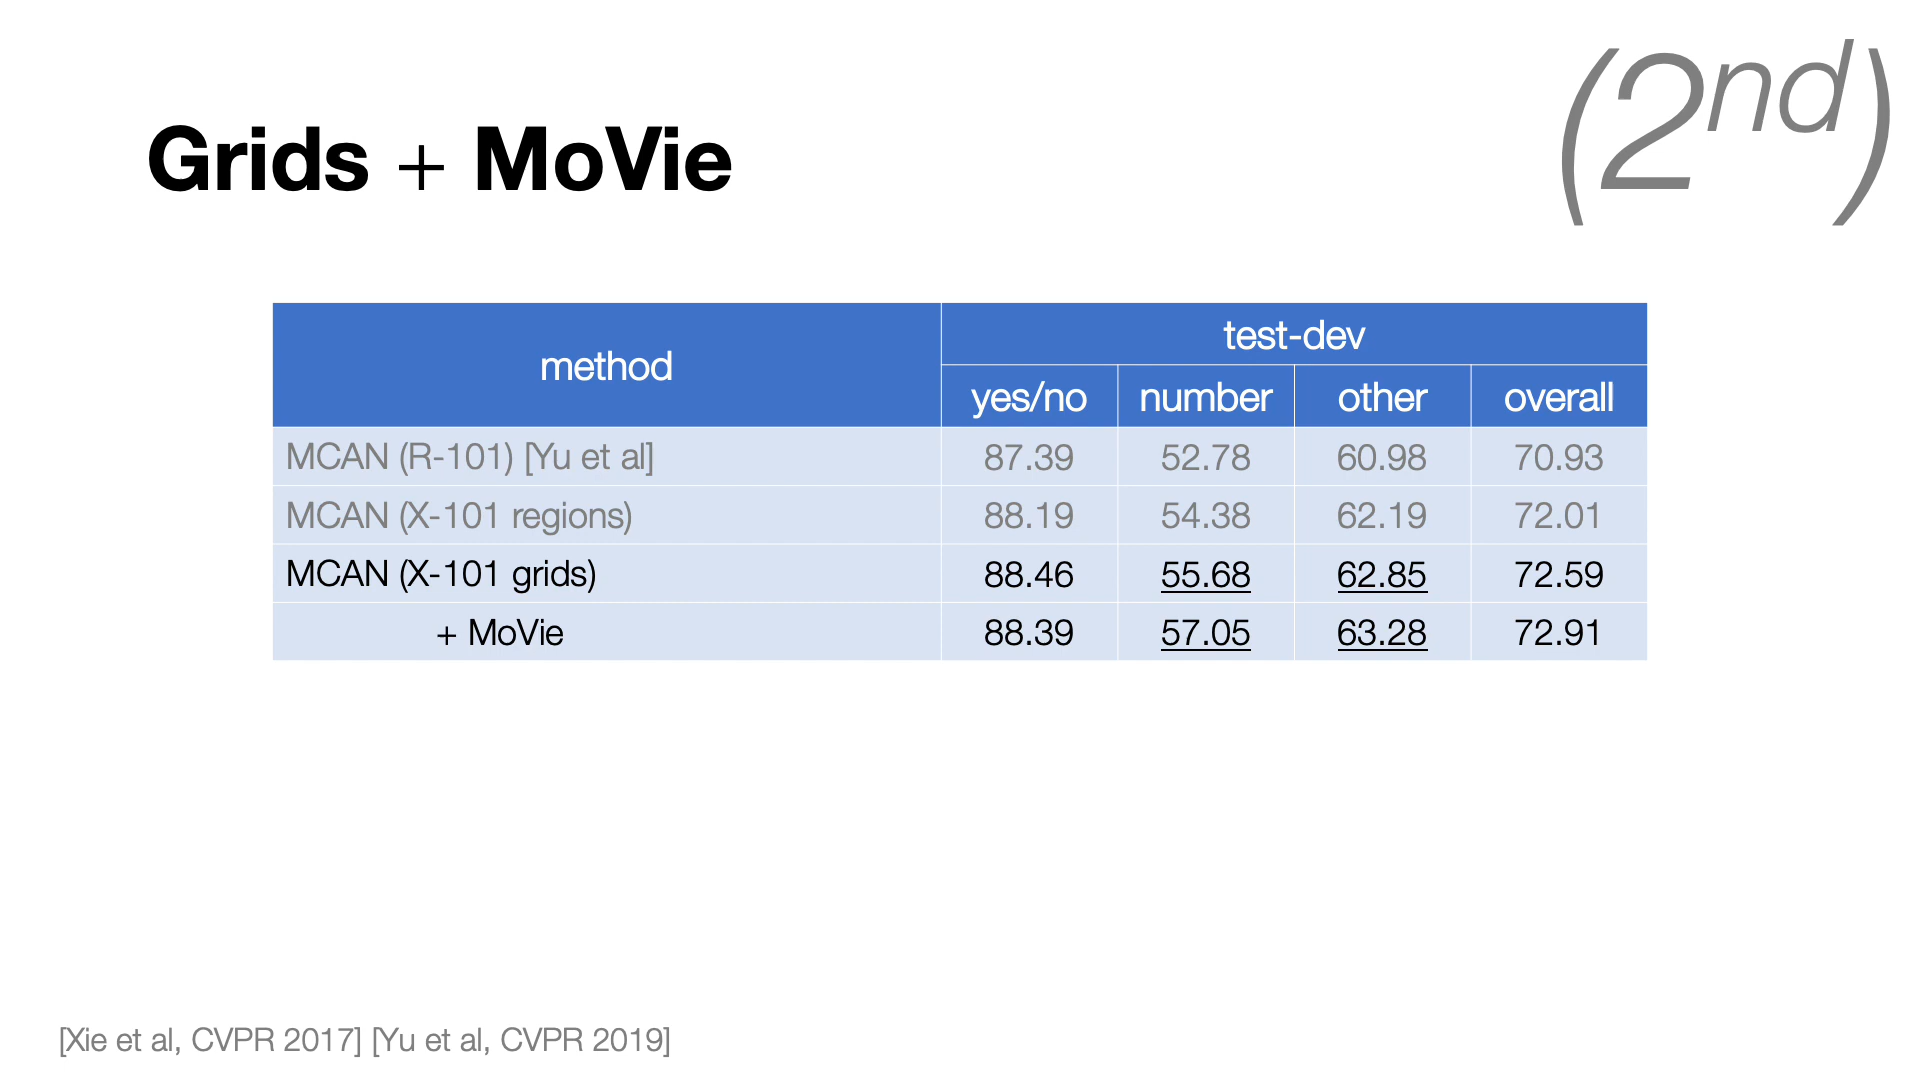 (2nd)
Grids + MoVie
method
test-dev
yes/no number other overall
MCAN (R-101) [Yu et al] 87.39 52.78 60.98 70.93
MCAN (X-101 regions) 88.19 54.38 62.19 72.01
MCAN (X-101 grids) 88.46 55.68 62.85 72.59
+ MoVie 88.39 57.05 63.28 72.91
[Xie et al, CVPR 2017] [Yu et al, CVPR 2019]